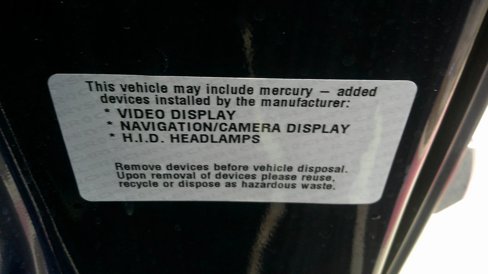 This vehicle may include mercury – added
devices installed by the manufacturer:
* VIDEO DISPLAY
* NAVIGATION/CAMERA DISPLAY
* H.I.D. HEADLAMPS
Remove devices before vehicle disposal.
Upon removal of devices please reuse,
recycle or dispose as hazardous waste.